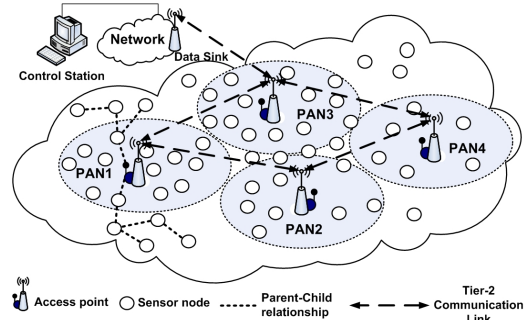 Network
Data Sink
Control Station
PAN3
PAN4
PAN1
PAN2
Access point
Sensor node
Parent-Child
relationship
Tier-2
Communication
Link